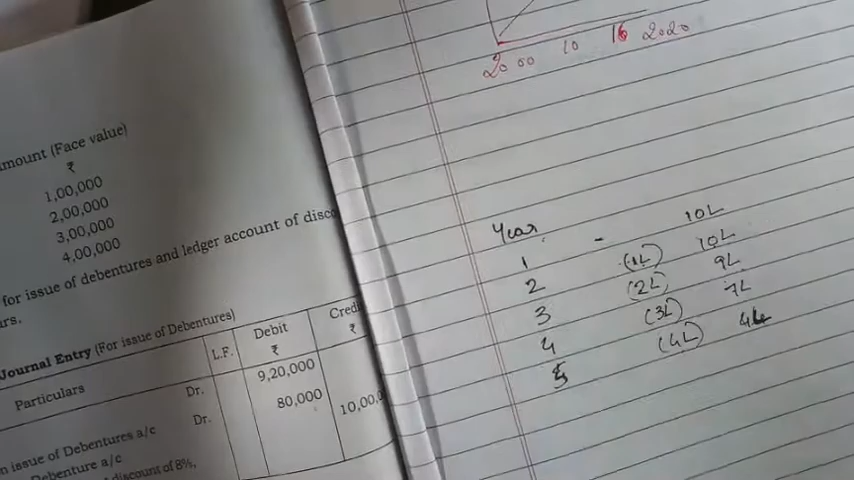 amount (Face value)
₹
1,00,000
2,00,000
3,00,000
4,00,000
for issue of debentures and ledger account of disco
rs.
Journal Entry (For issue of Debentures)
Particulars L.F. Debit ₹ Credi ₹
Dr. 9,20,000
Dr. 80,000
10,00,0
n issue of Debentures a/c
Debenture a/c
discount of 8%,
2000 10 16 2020
Year - 10L
1 (1L) 10L
2 (2L) 9L
3 (3L) 7L
4 (4L) 4L
5